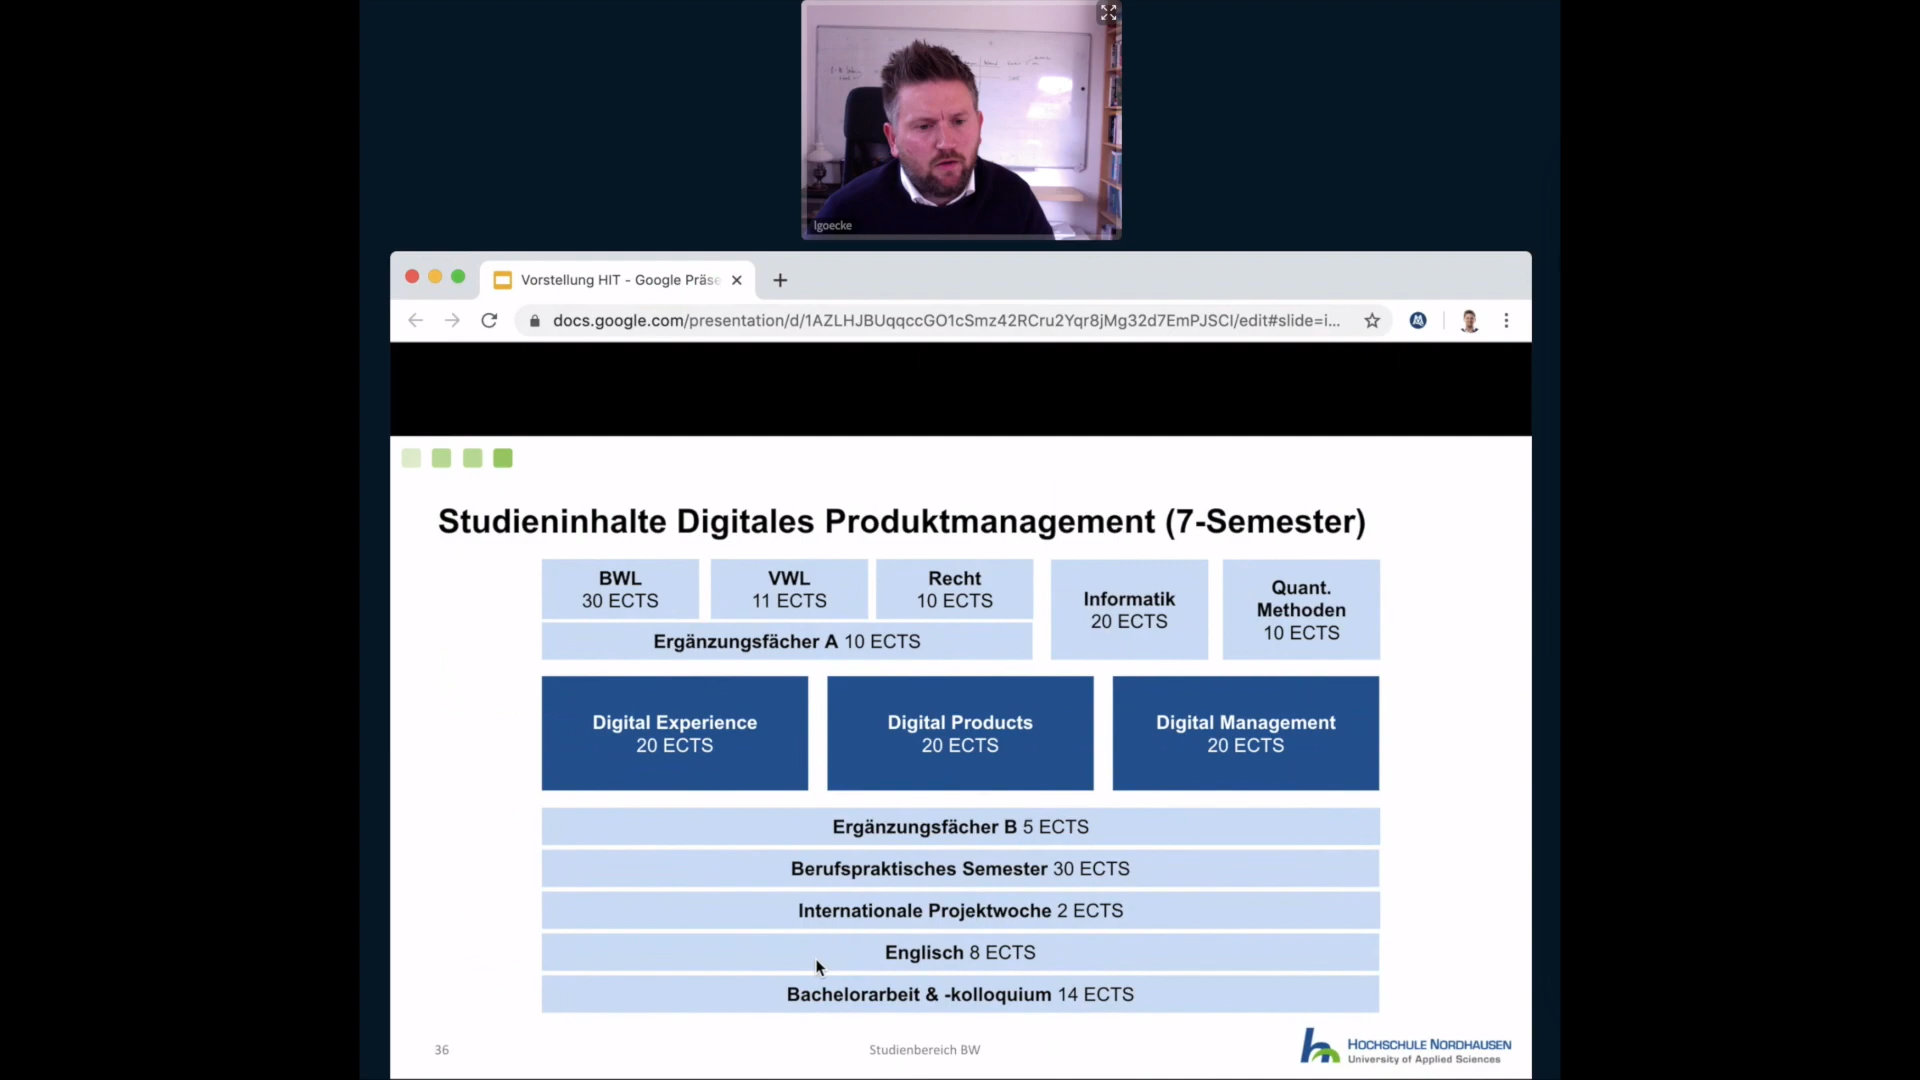 lgoecke
Vorstellung HIT - Google Präse
docs.google.com/presentation/d/1AZLHJBUqqccGO1cSmz42RCru2Yqr8jMg32d7EmPJSCI/edit#slide=i...
Studieninhalte Digitales Produktmanagement (7-Semester)
BWL
30 ECTS
VWL
11 ECTS
Recht
10 ECTS
Informatik
20 ECTS
Quant.
Methoden
10 ECTS
Ergänzungsfächer A 10 ECTS
Digital Experience
20 ECTS
Digital Products
20 ECTS
Digital Management
20 ECTS
Ergänzungsfächer B 5 ECTS
Berufspraktisches Semester 30 ECTS
Internationale Projektwoche 2 ECTS
Englisch 8 ECTS
Bachelorarbeit & -kolloquium 14 ECTS
36
Studienbereich BW
HOCHSCHULE NORDHAUSEN
University of Applied Sciences